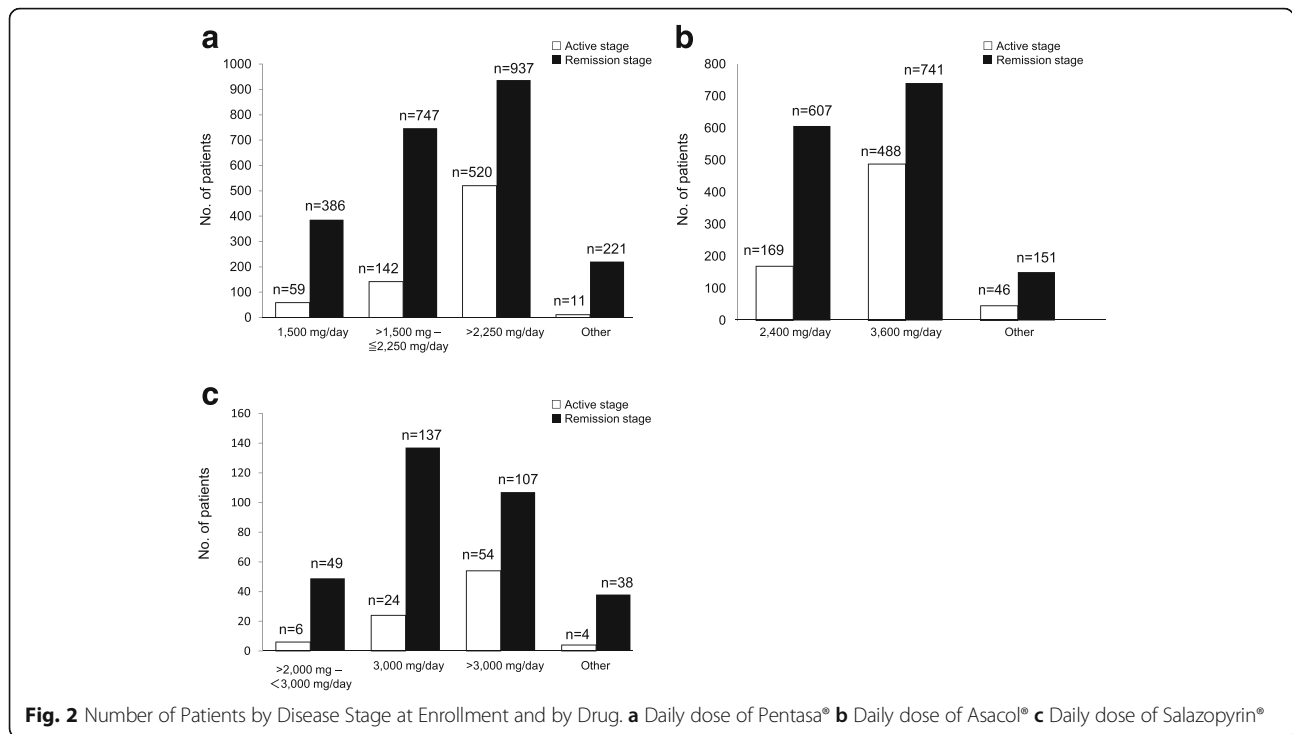 a
Active stage
Remission stage
No. of patients
1000
900
800
700
600
500
400
300
200
100
0
n=59
n=386
n=142
n=747
n=520
n=937
n=11
n=221
1,500 mg/day
>1,500 mg –
≦2,250 mg/day
>2,250 mg/day
Other
b
Active stage
Remission stage
No. of patients
800
700
600
500
400
300
200
100
0
n=169
n=607
n=488
n=741
n=46
n=151
2,400 mg/day
3,600 mg/day
Other
c
Active stage
Remission stage
No. of patients
160
140
120
100
80
60
40
20
0
n=6
n=49
n=24
n=137
n=54
n=107
n=4
n=38
>2,000 mg –
<3,000 mg/day
3,000 mg/day
>3,000 mg/day
Other
Fig. 2 Number of Patients by Disease Stage at Enrollment and by Drug. a Daily dose of Pentasa® b Daily dose of Asacol® c Daily dose of Salazopyrin®